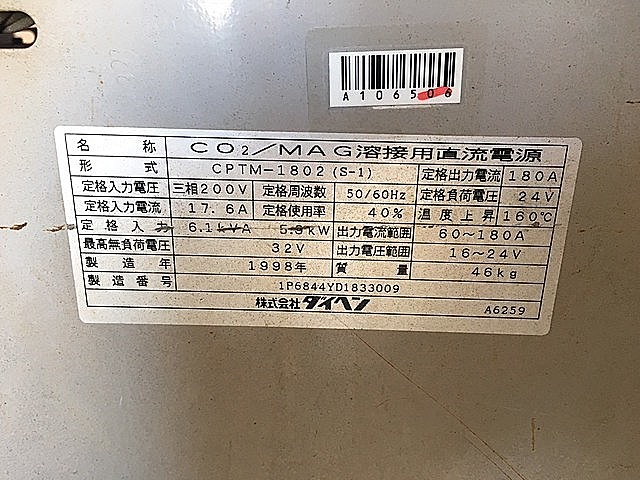 A106506
名称 CO₂/MAG溶接用直流電源
形式 CPTM-1802(S-1) 定格出力電流 180A
定格入力電圧 三相200V 定格周波数 50/60Hz 定格負荷電圧 24V
定格入力電流 17.6A 定格使用率 40% 温度上昇 160℃
定格入力 6.1kVA 5.8kW 出力電流範囲 60~180A
最高無負荷電圧 32V 出力電圧範囲 16~24V
製造年 1998年 質量 46kg
製造番号 1P6844YD1833009
株式会社ダイヘン A6259